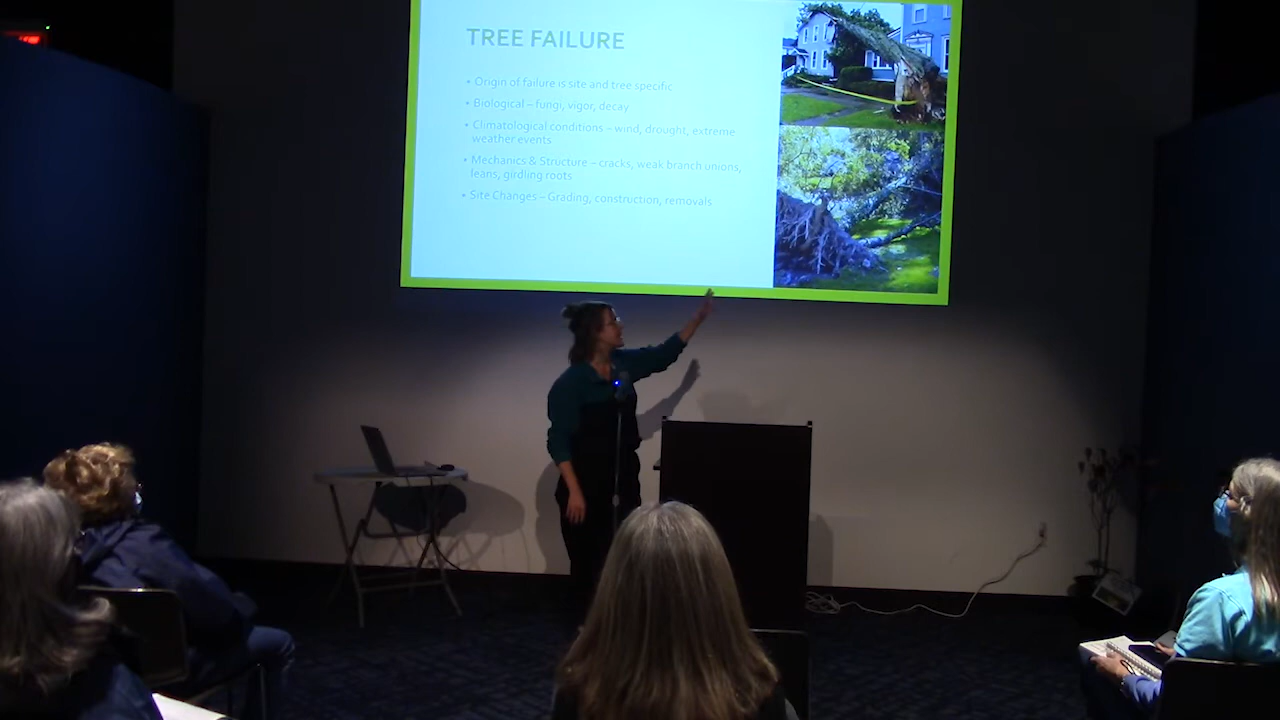 TREE FAILURE
• Origin of failure is site and tree specific
• Biological – fungi, vigor, decay
• Climatological conditions – wind, drought, extreme
weather events
• Mechanics & Structure – cracks, weak branch unions,
leans, girdling roots
• Site Changes – Grading, construction, removals